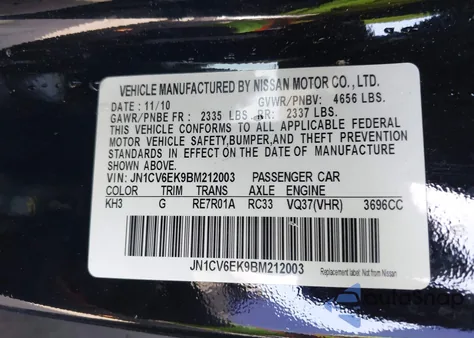 VEHICLE MANUFACTURED BY NISSAN MOTOR CO., LTD.
DATE : 11/10 GVWR/PNBV: 4656 LBS.
GAWR/PNBE FR : 2335 LBS. RR: 2337 LBS.
THIS VEHICLE CONFORMS TO ALL APPLICABLE FEDERAL
MOTOR VEHICLE SAFETY,BUMPER,AND THEFT PREVENTION
STANDARDS IN EFFECT ON THE DATE OF MANUFACTURE
SHOWN ABOVE.
VIN: JN1CV6EK9BM212003 PASSENGER CAR
COLOR TRIM TRANS AXLE ENGINE
KH3 G RE7R01A RC33 VQ37(VHR) 3696CC
JN1CV6EK9BM212003
Replacement label: Not from Nissan
autoSnap